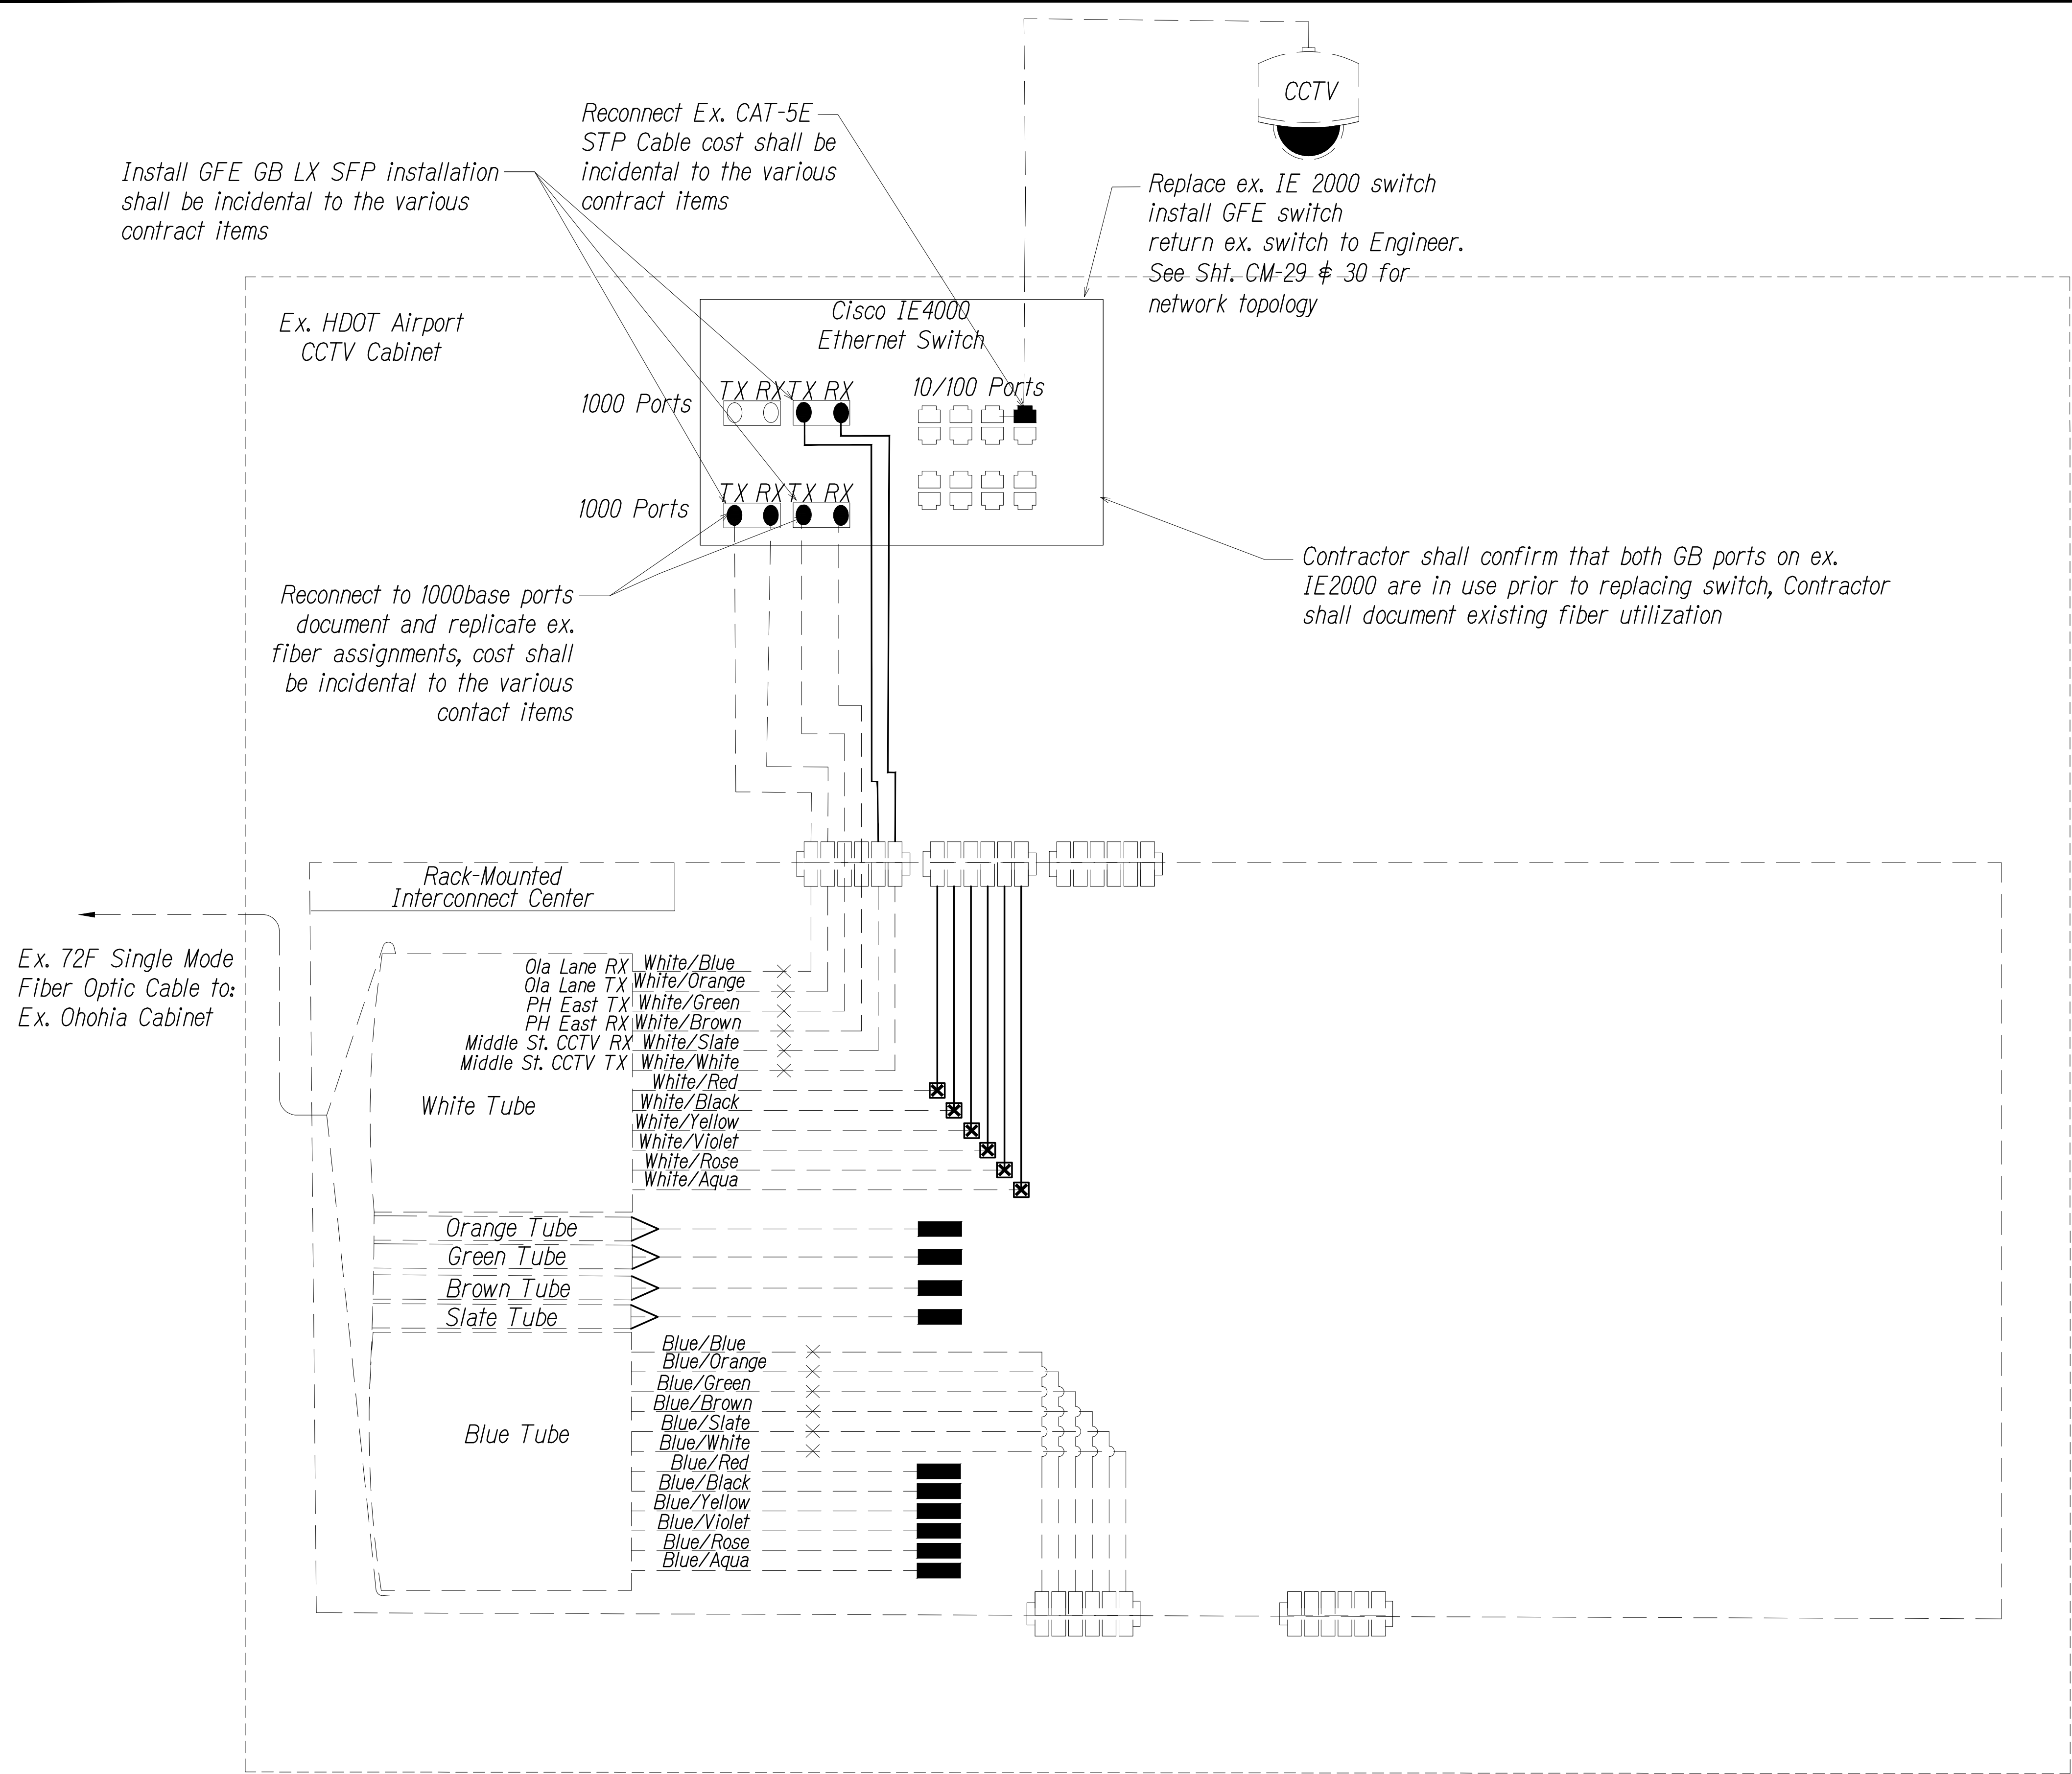 CCTV
Reconnect Ex. CAT-5E
STP Cable cost shall be
incidental to the various
contract items
Install GFE GB LX SFP installation
shall be incidental to the various
contract items
Replace ex. IE 2000 switch
install GFE switch
return ex. switch to Engineer.
See Sht. CM-29 & 30 for
network topology
Ex. HDOT Airport
CCTV Cabinet
Cisco IE4000
Ethernet Switch
1000 Ports
TX RX TX RX
10/100 Ports
1000 Ports
TX RX TX RX
Contractor shall confirm that both GB ports on ex.
IE2000 are in use prior to replacing switch, Contractor
shall document existing fiber utilization
Reconnect to 1000base ports
document and replicate ex.
fiber assignments, cost shall
be incidental to the various
contact items
Rack-Mounted
Interconnect Center
Ex. 72F Single Mode
Fiber Optic Cable to:
Ex. Ohohia Cabinet
Ola Lane RX White/Blue
Ola Lane TX White/Orange
PH East TX White/Green
PH East RX White/Brown
Middle St. CCTV RX White/Slate
Middle St. CCTV TX White/White
White/Red
White Tube
White/Black
White/Yellow
White/Violet
White/Rose
White/Aqua
Orange Tube
Green Tube
Brown Tube
Slate Tube
Blue/Blue
Blue/Orange
Blue/Green
Blue/Brown
Blue/Slate
Blue Tube
Blue/White
Blue/Red
Blue/Black
Blue/Yellow
Blue/Violet
Blue/Rose
Blue/Aqua